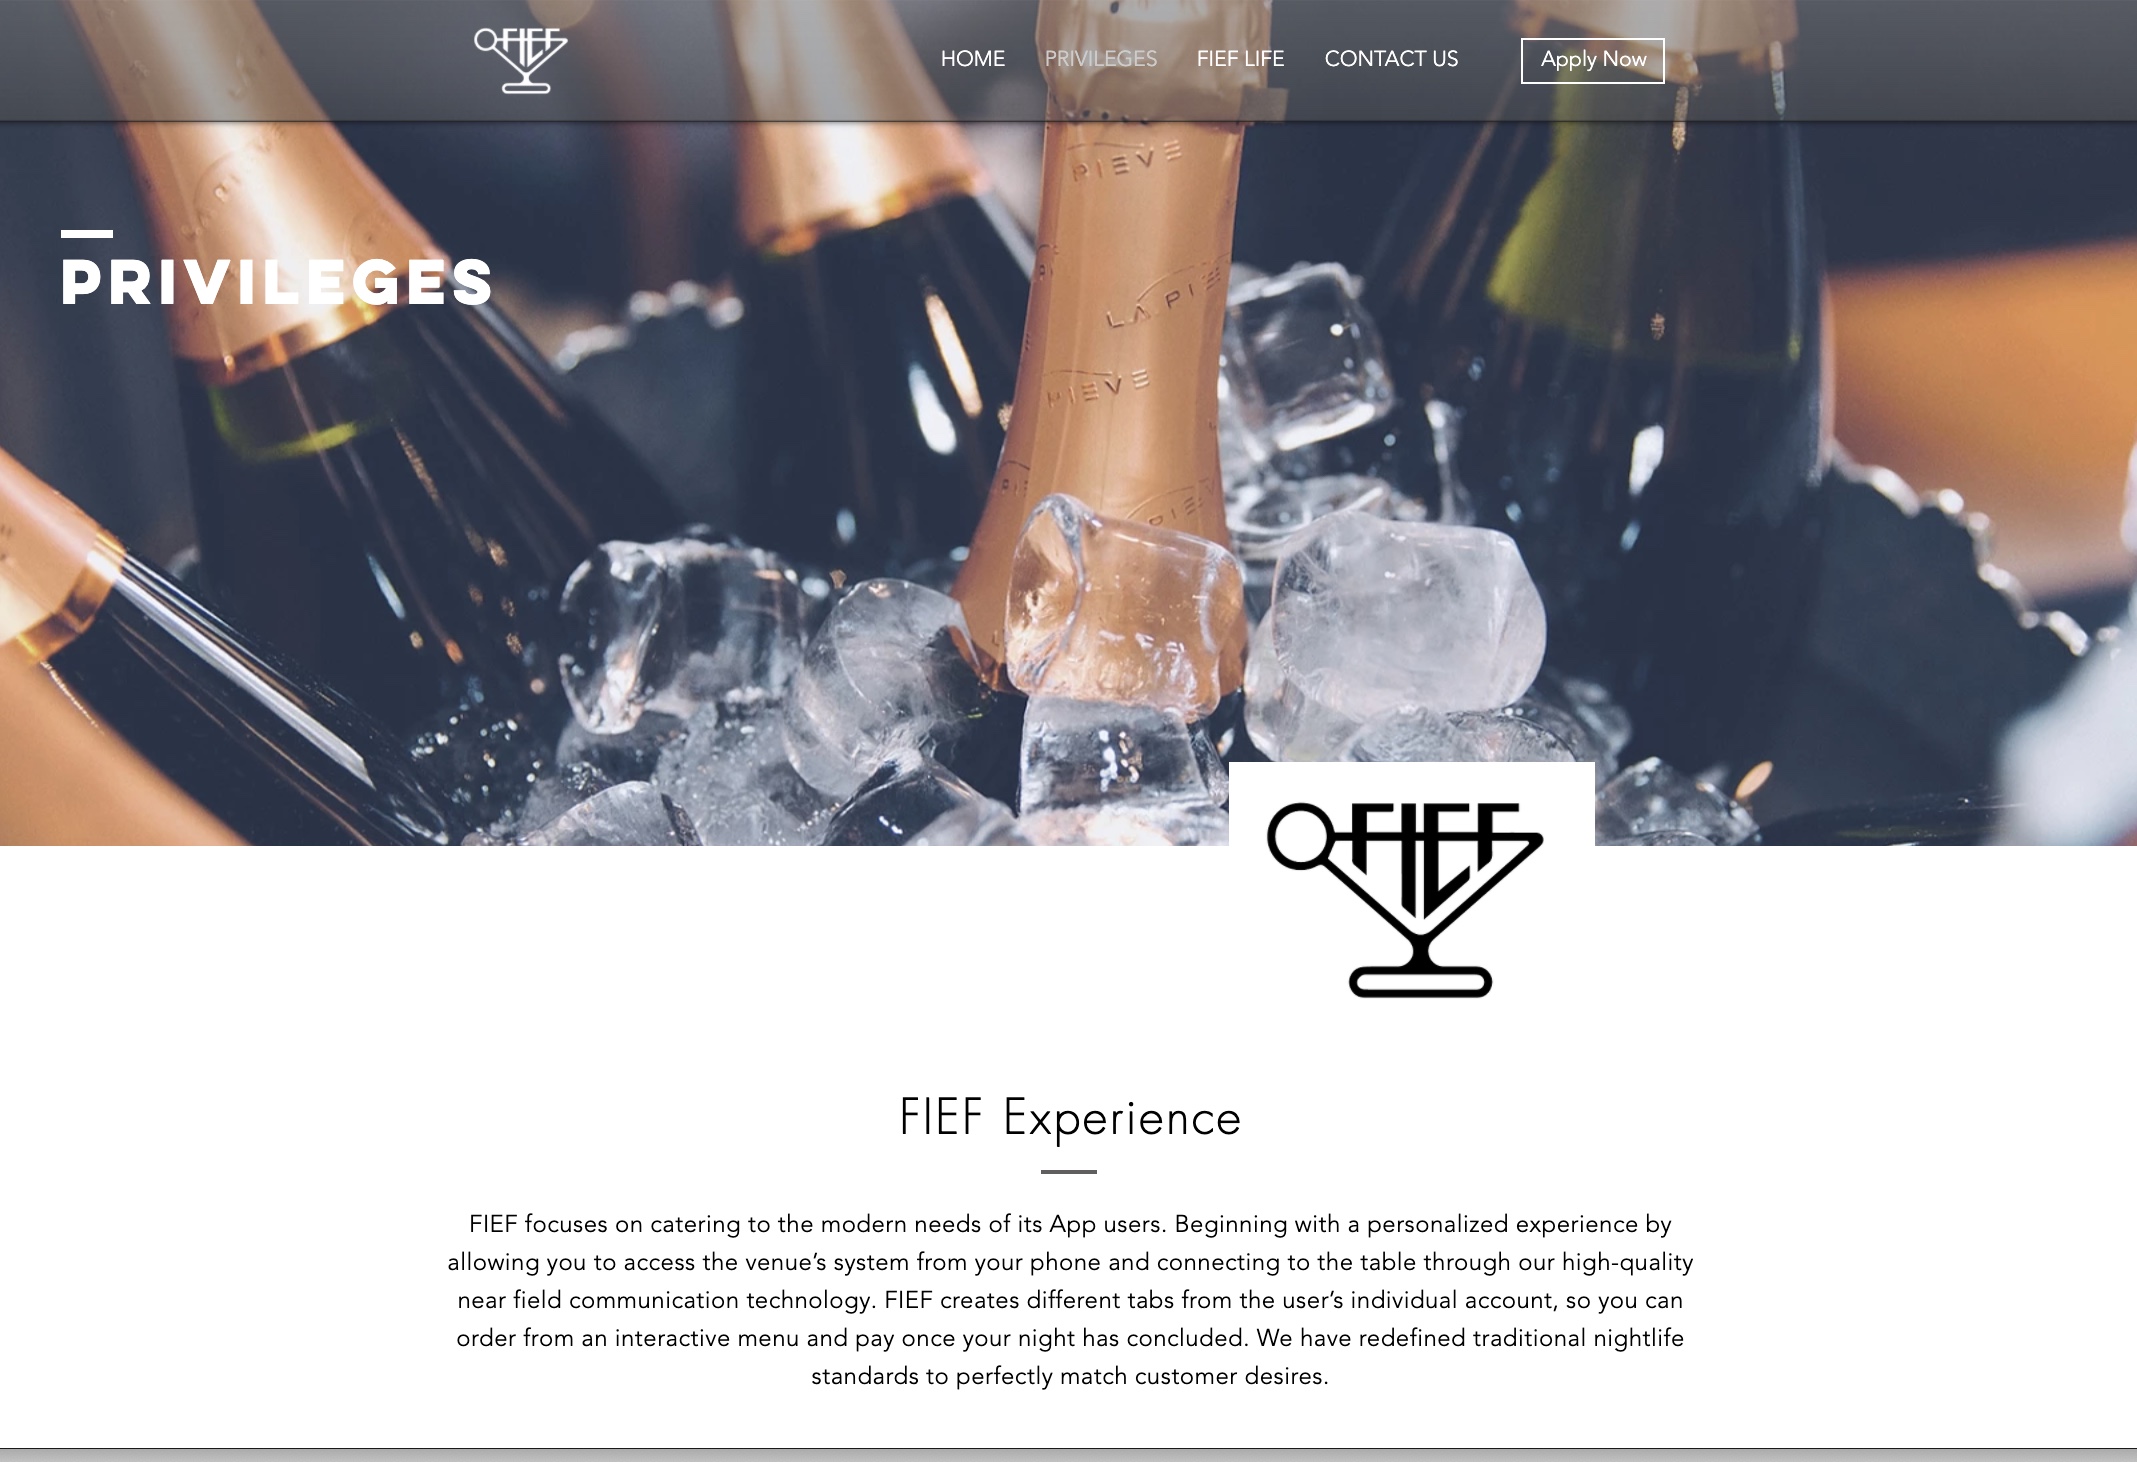 FIEF
HOME
PRIVILEGES
FIEF LIFE
CONTACT US
Apply Now
PIEVE
PRIVILEGES
LA PIE
PIEVE
PIE
FIEF
FIEF Experience
FIEF focuses on catering to the modern needs of its App users. Beginning with a personalized experience by
allowing you to access the venue’s system from your phone and connecting to the table through our high-quality
near field communication technology. FIEF creates different tabs from the user’s individual account, so you can
order from an interactive menu and pay once your night has concluded. We have redefined traditional nightlife
standards to perfectly match customer desires.